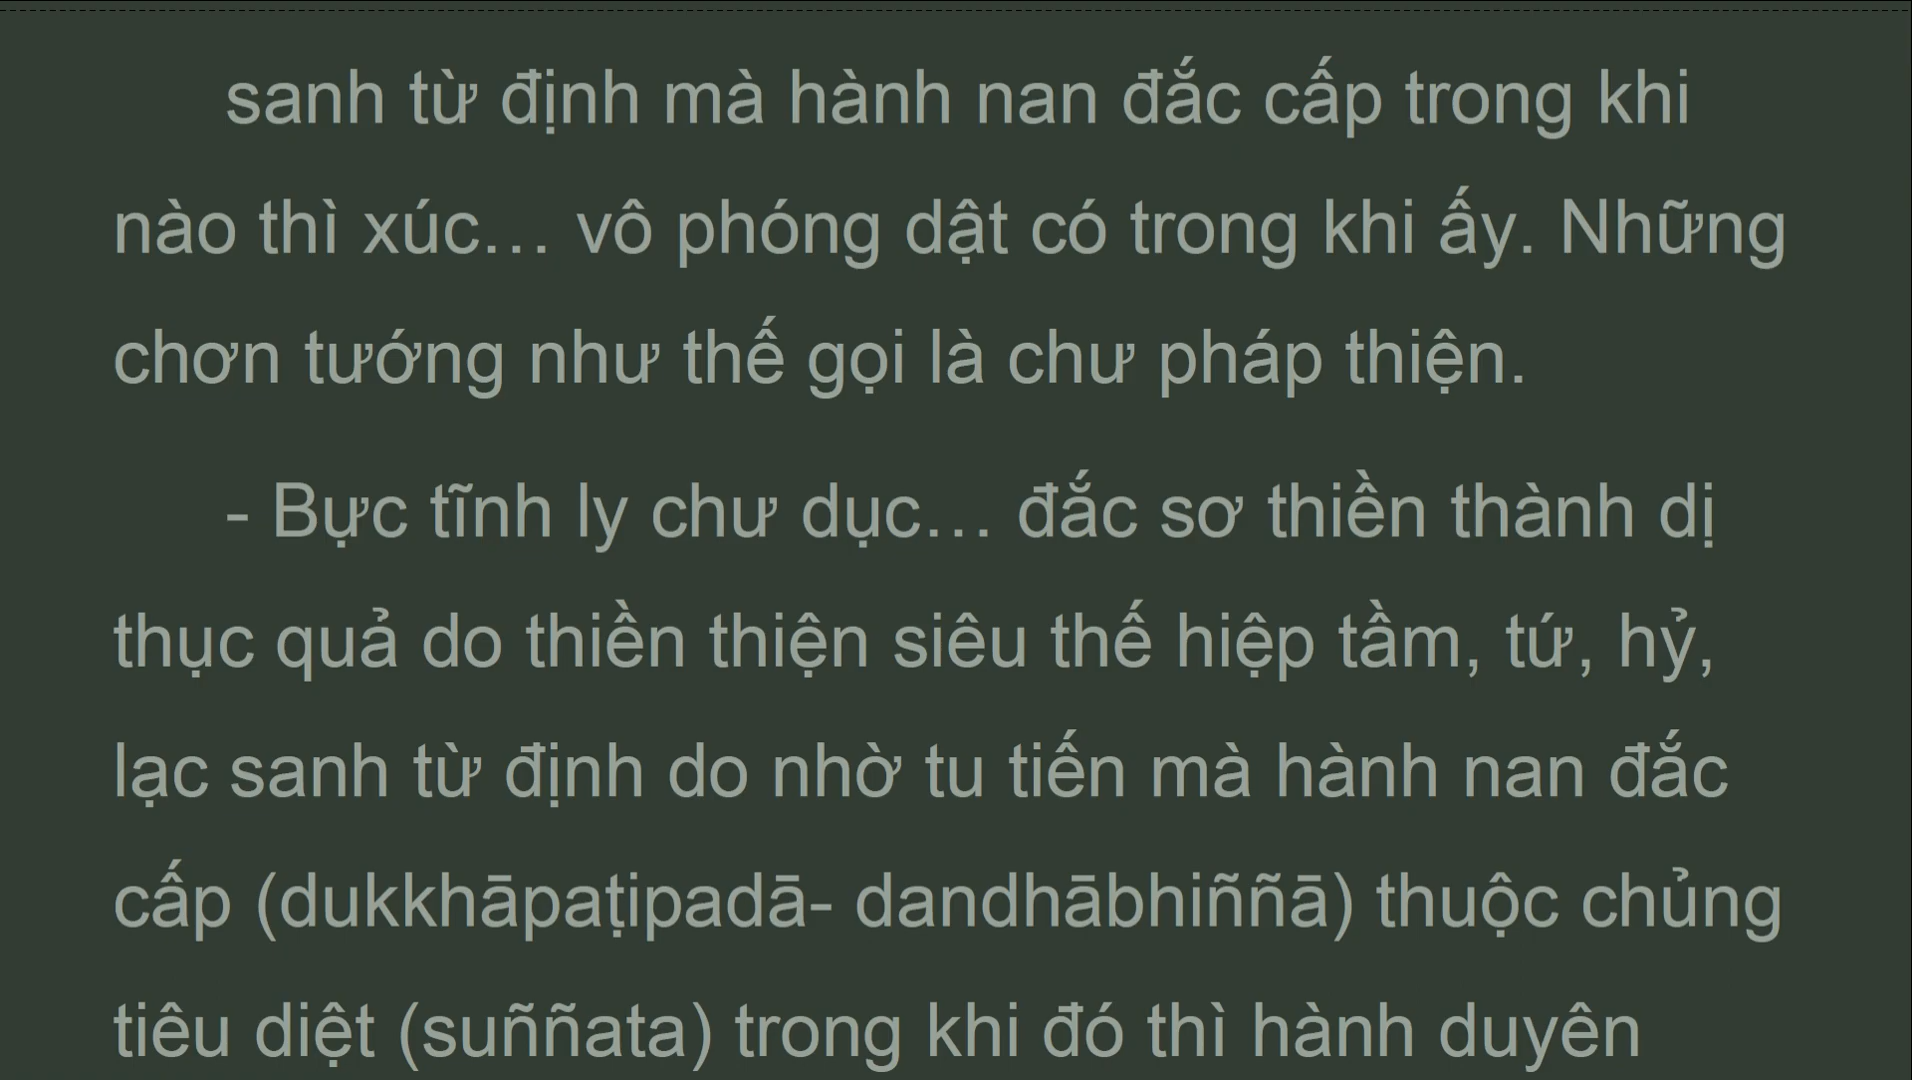 sanh từ định mà hành nan đắc cấp trong khi
nào thì xúc… vô phóng dật có trong khi ấy. Những
chơn tướng như thế gọi là chư pháp thiện.
- Bực tĩnh ly chư dục… đắc sơ thiền thành dị
thục quả do thiền thiện siêu thế hiệp tầm, tứ, hỷ,
lạc sanh từ định do nhờ tu tiến mà hành nan đắc
cấp (dukkhāpaṭipadā- dandhābhiññā) thuộc chủng
tiêu diệt (suññata) trong khi đó thì hành duyên